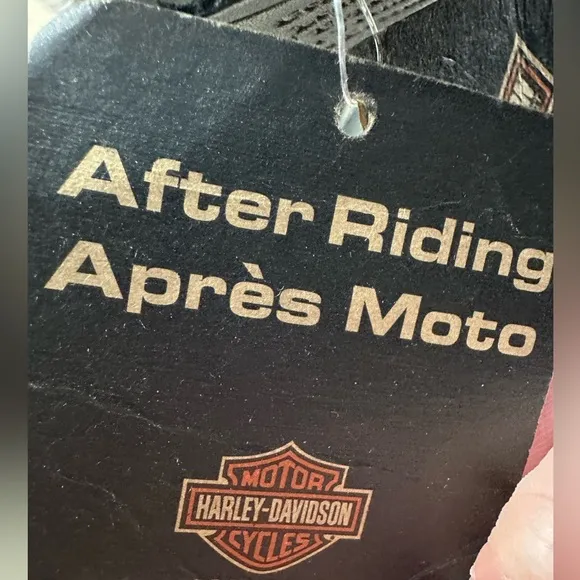 After Riding
Après Moto
MOTOR
HARLEY-DAVIDSON
CYCLES